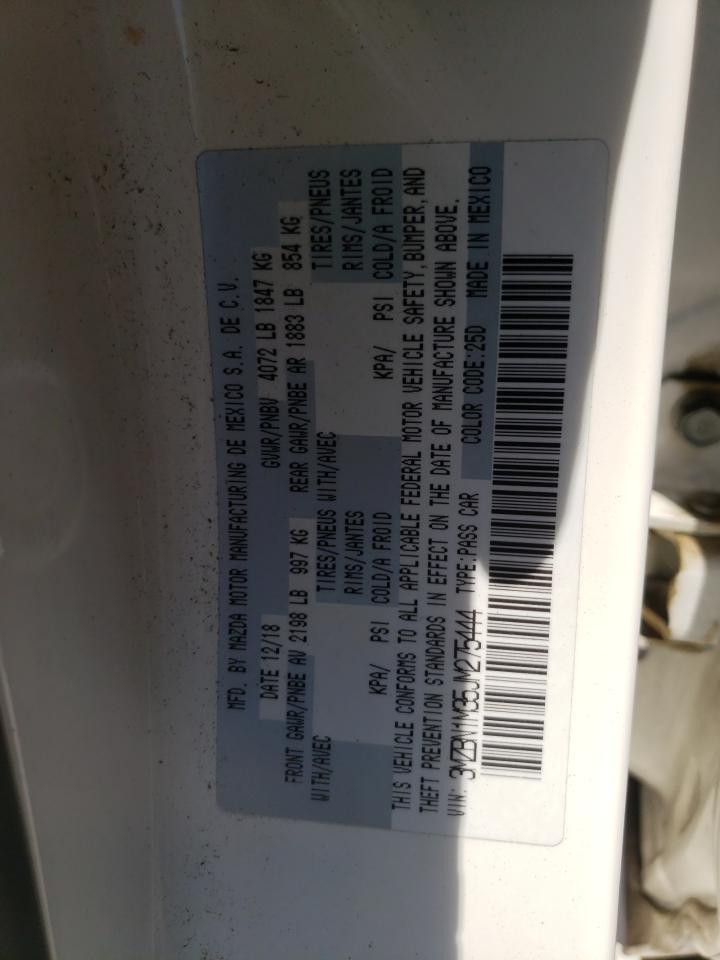 MFD. BY MAZDA MOTOR MANUFACTURING DE MEXICO S.A. DE C.V.
DATE 12/18 GVWR/PNBV 4072 LB 1847 KG
FRONT GAWR/PNBE AV 2198 LB 997 KG REAR GAWR/PNBE AR 1883 LB 854 KG
WITH/AVEC TIRES/PNEUS WITH/AVEC TIRES/PNEUS
RIMS/JANTES RIMS/JANTES
KPA/ PSI COLD/A FROID KPA/ PSI COLD/A FROID
THIS VEHICLE CONFORMS TO ALL APPLICABLE FEDERAL MOTOR VEHICLE SAFETY, BUMPER, AND
THEFT PREVENTION STANDARDS IN EFFECT ON THE DATE OF MANUFACTURE SHOWN ABOVE.
VIN: 3MZBN1M35JM275444 TYPE:PASS CAR COLOR CODE:25D MADE IN MEXICO